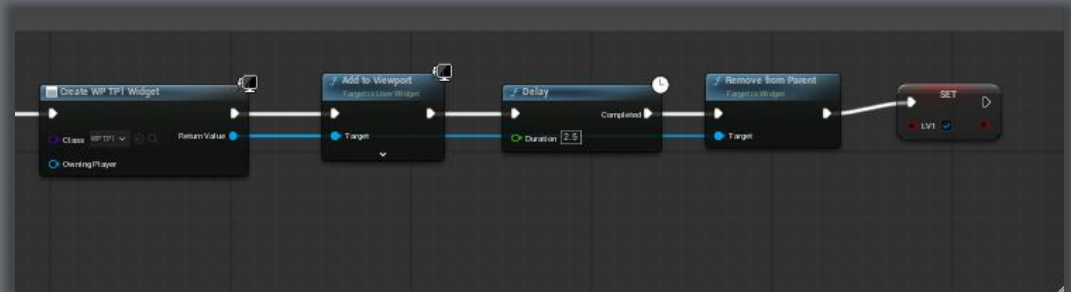 Create WP TP1 Widget
Class
WP TP1
Return Value
Owning Player
f Add to Viewport
Target is User Widget
Target
f Delay
Completed
Duration 2.5
f Remove from Parent
Target is Widget
Target
SET
LV1